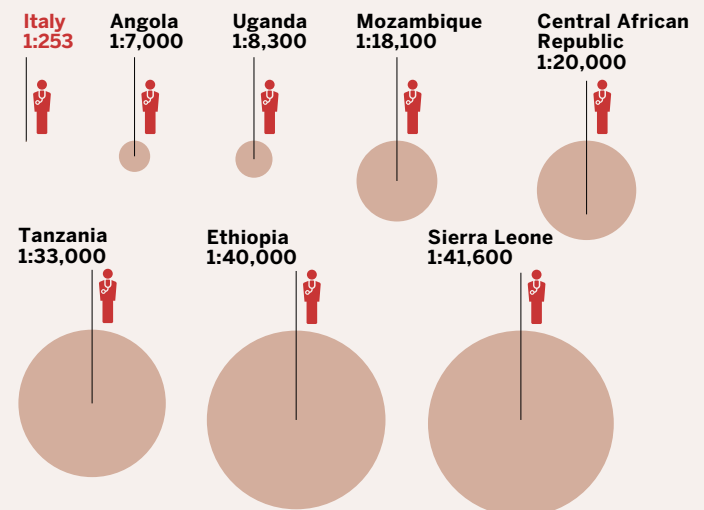 Italy
1:253
Angola
1:7,000
Uganda
1:8,300
Mozambique
1:18,100
Central African
Republic
1:20,000
Tanzania
1:33,000
Ethiopia
1:40,000
Sierra Leone
1:41,600